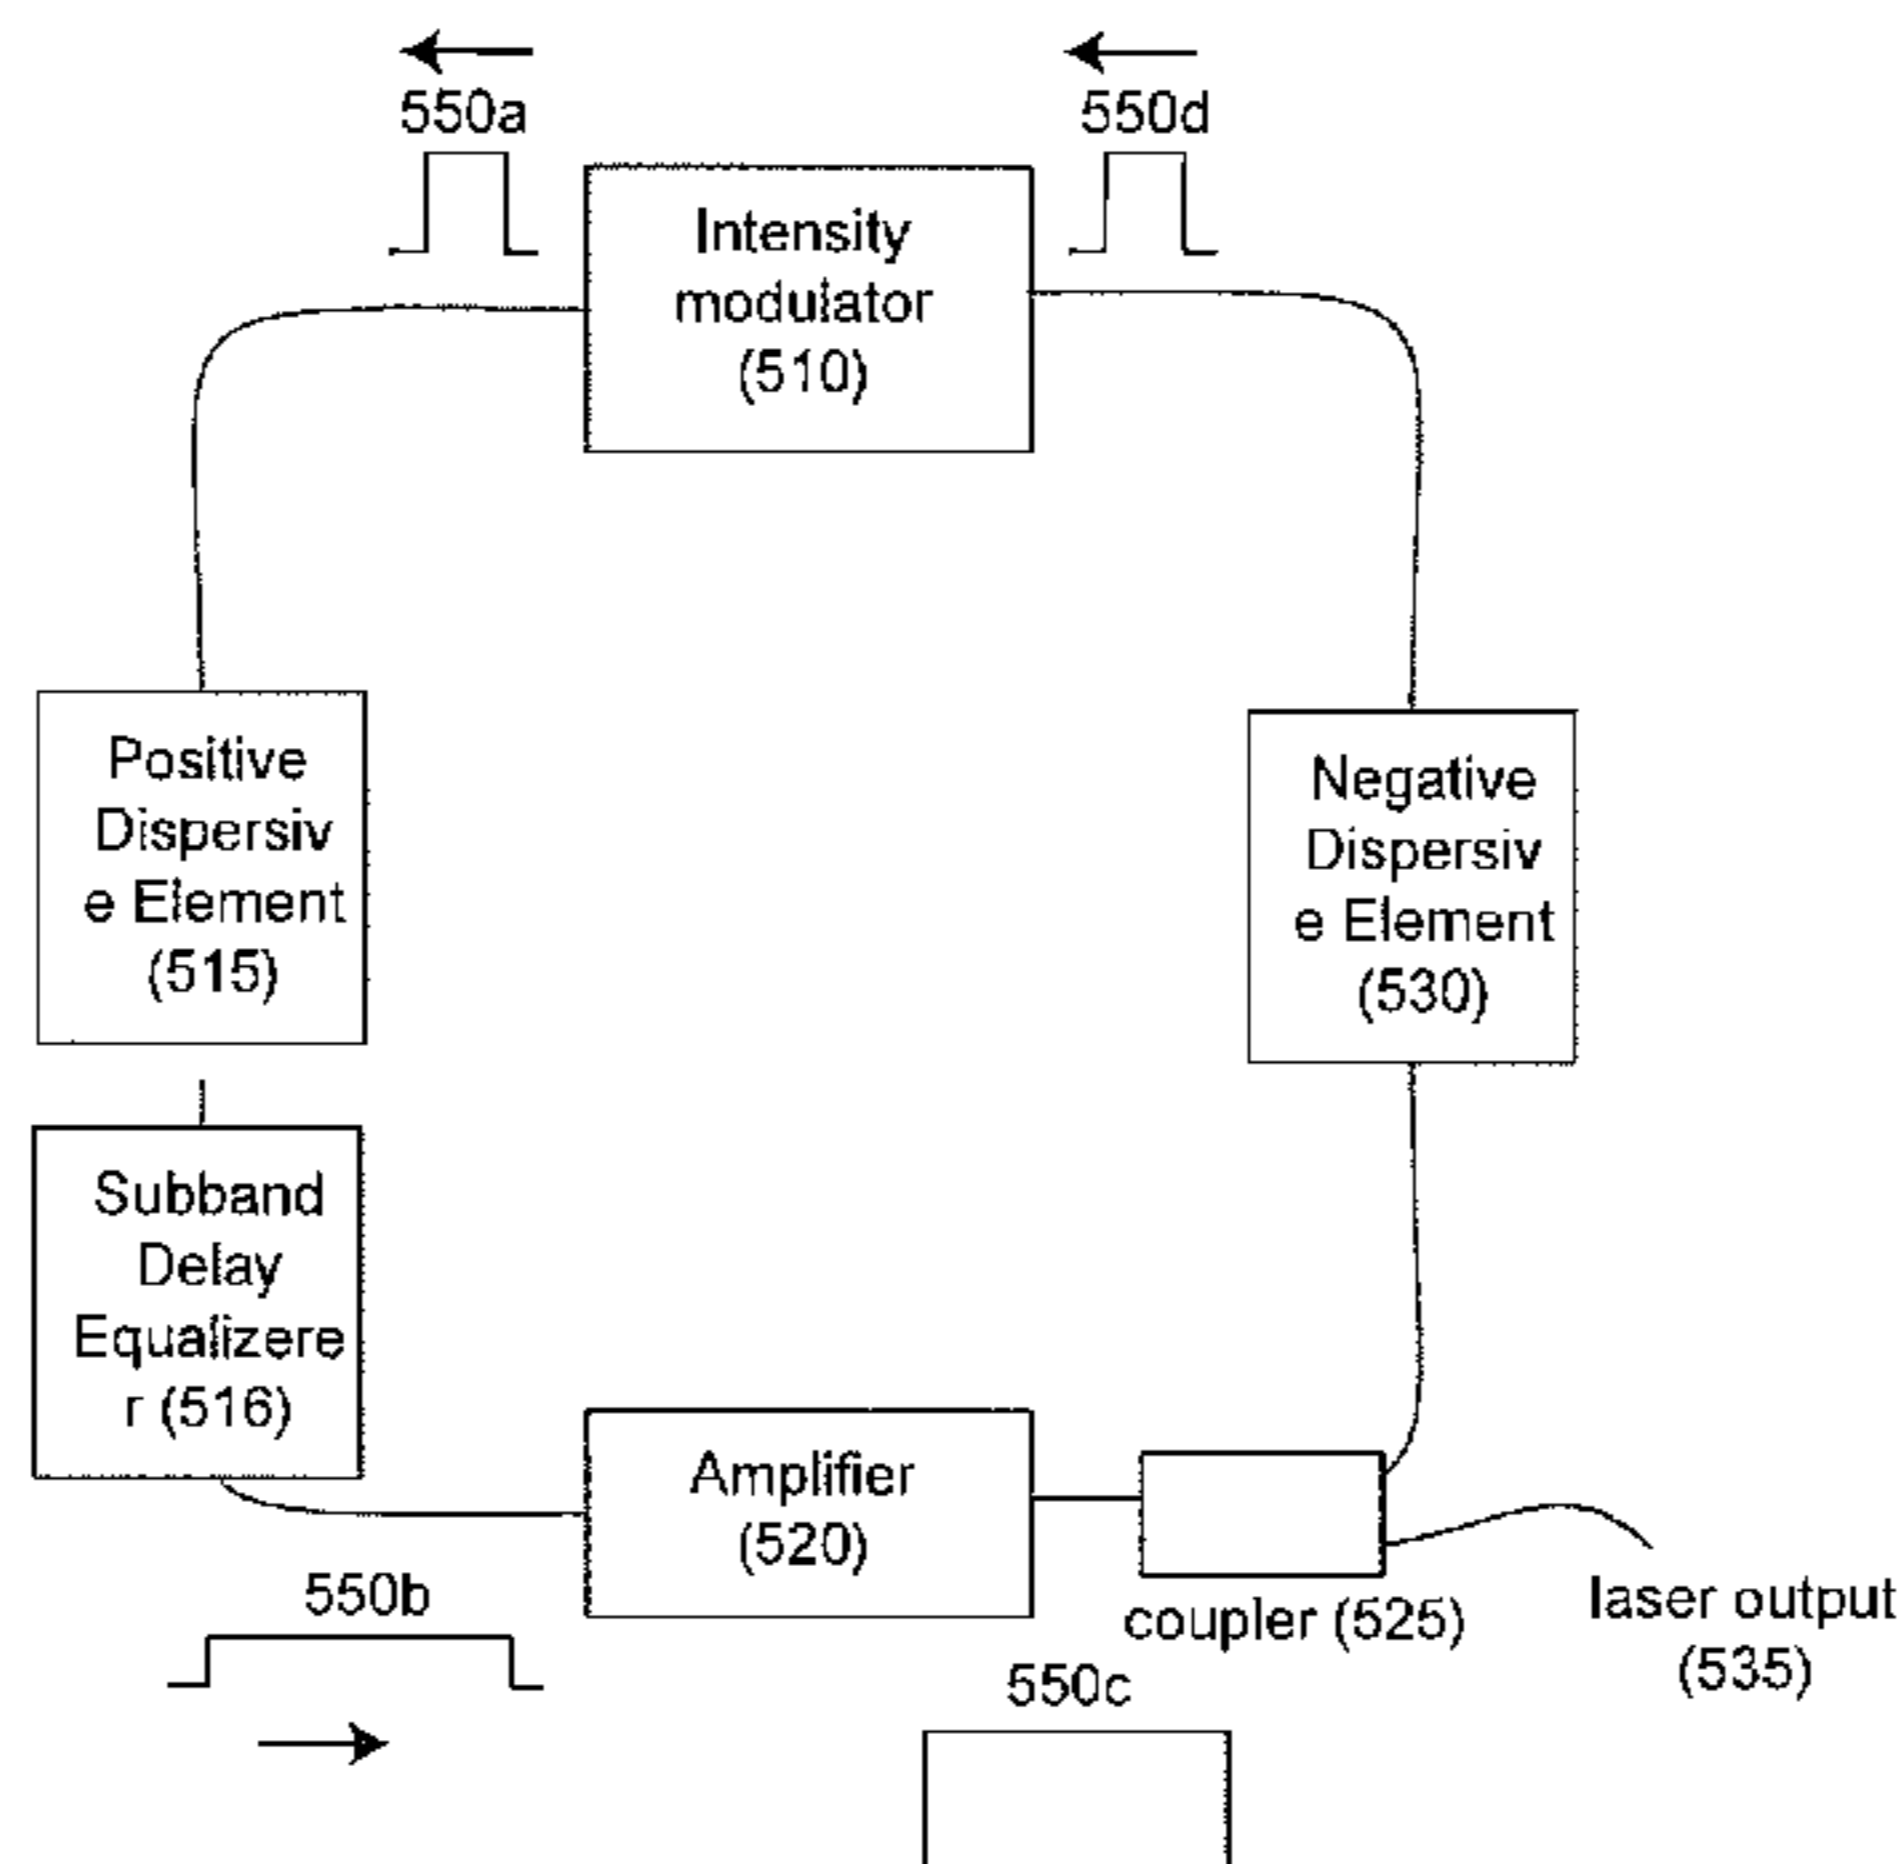 550a
550d
Intensity
modulator
(510)
Positive
Dispersiv
e Element
(515)
Negative
Dispersiv
e Element
(530)
Subband
Delay
Equalizere
r (516)
Amplifier
(520)
coupler (525)
laser output
(535)
550b
550c